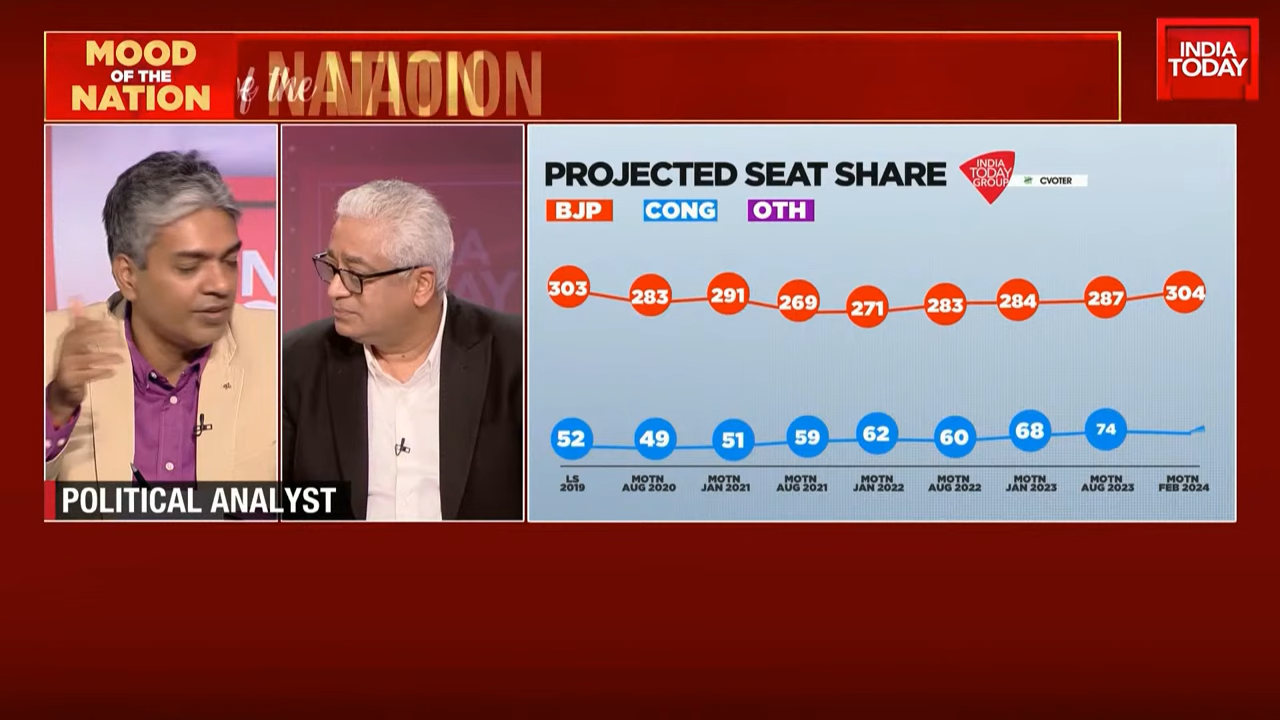 MOOD
OF THE
NATION
of the NATION
INDIA
TODAY
PROJECTED SEAT SHARE
INDIA
TODAY
GROUP
CVOTER
BJP CONG OTH
303 283 291 269 271 283 284 287 304
52 49 51 59 62 60 68 74
LS
2019
MOTN
AUG 2020
MOTN
JAN 2021
MOTN
AUG 2021
MOTN
JAN 2022
MOTN
AUG 2022
MOTN
JAN 2023
MOTN
AUG 2023
MOTN
FEB 2024
POLITICAL ANALYST